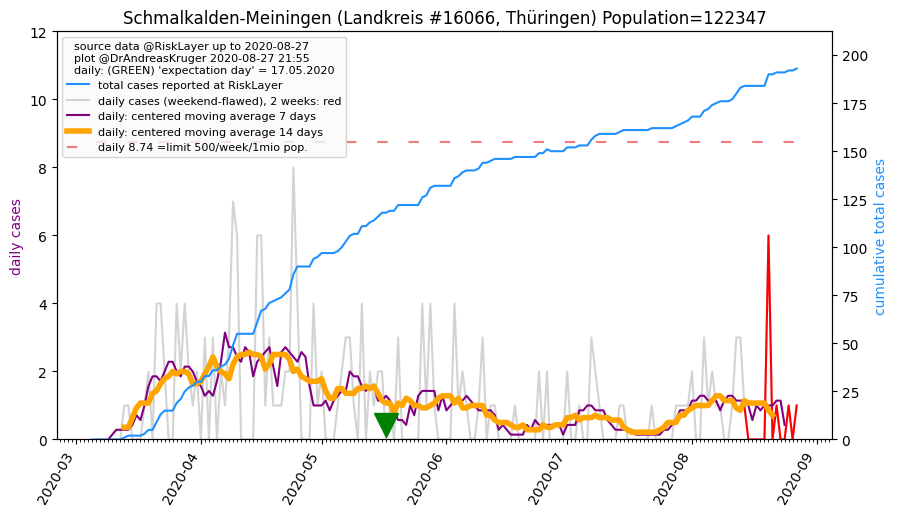 Schmalkalden-Meiningen (Landkreis #16066, Thüringen) Population=122347
source data @RiskLayer up to 2020-08-27
plot @DrAndreasKruger 2020-08-27 21:55
daily: (GREEN) 'expectation day' = 17.05.2020
total cases reported at RiskLayer
daily cases (weekend-flawed), 2 weeks: red
daily: centered moving average 7 days
daily: centered moving average 14 days
daily 8.74 =limit 500/week/1mio pop.
daily cases
12
10
8
6
4
2
0
cumulative total cases
200
175
150
125
100
75
50
25
0
2020-03
2020-04
2020-05
2020-06
2020-07
2020-08
2020-09